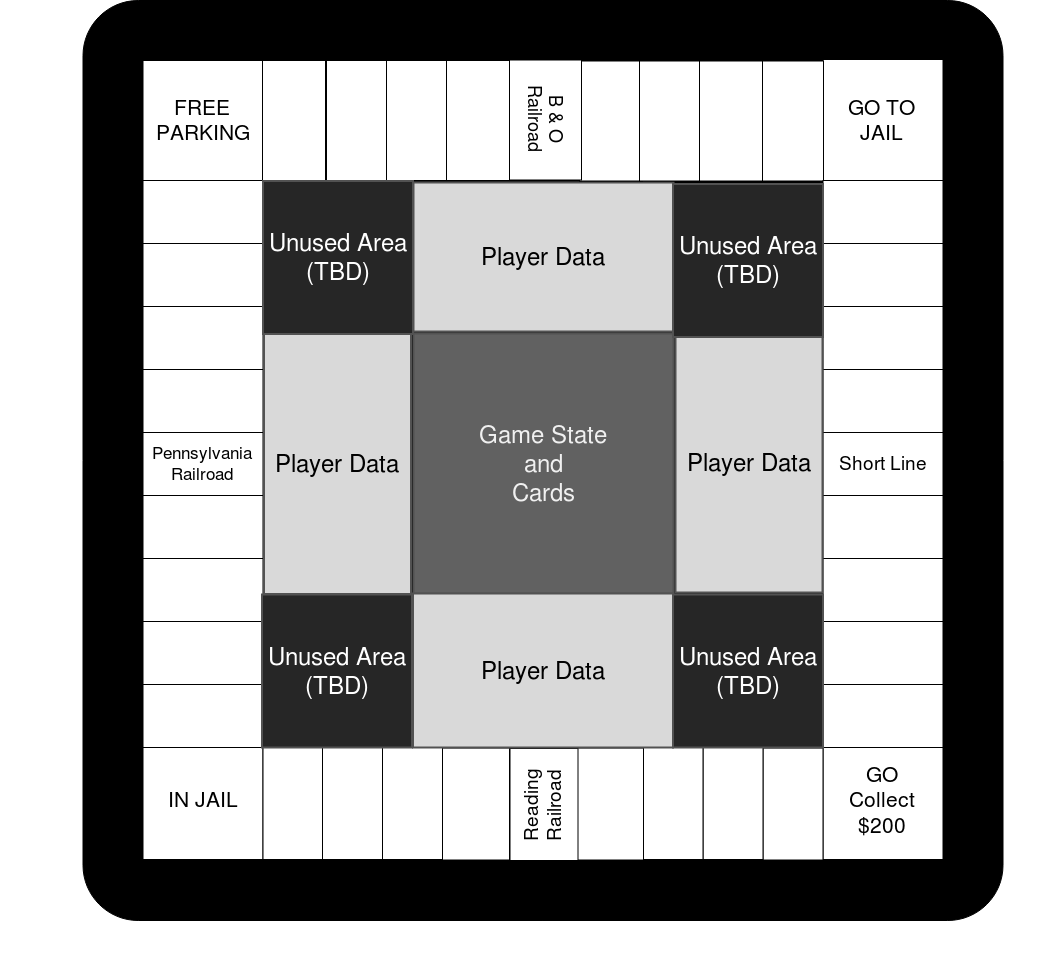 FREE
PARKING
B & O
Railroad
GO TO
JAIL
Unused Area
(TBD)
Player Data
Unused Area
(TBD)
Pennsylvania
Railroad
Player Data
Game State
and
Cards
Player Data
Short Line
Unused Area
(TBD)
Player Data
Unused Area
(TBD)
IN JAIL
Reading
Railroad
GO
Collect
$200